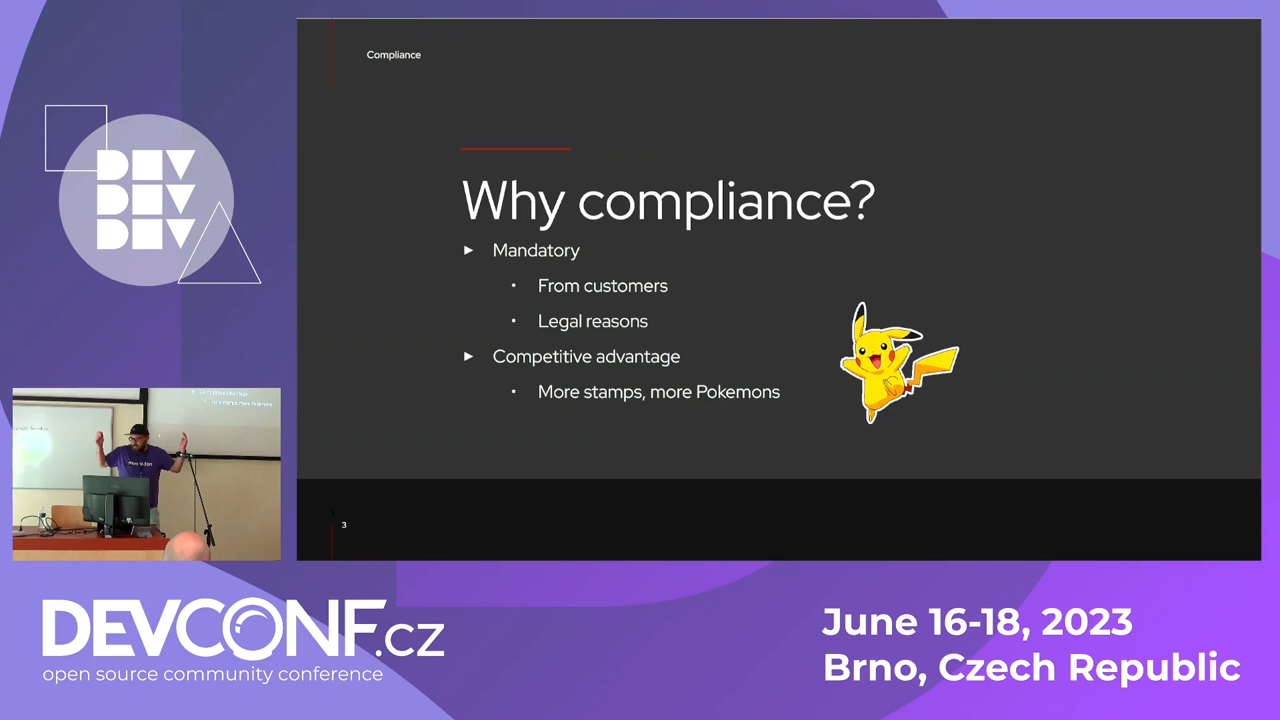 Compliance
Why compliance?
► Mandatory
• From customers
• Legal reasons
► Competitive advantage
• More stamps, more Pokemons
3
DEV
DEV
DEV
DEVCONF.cz
open source community conference
June 16-18, 2023
Brno, Czech Republic